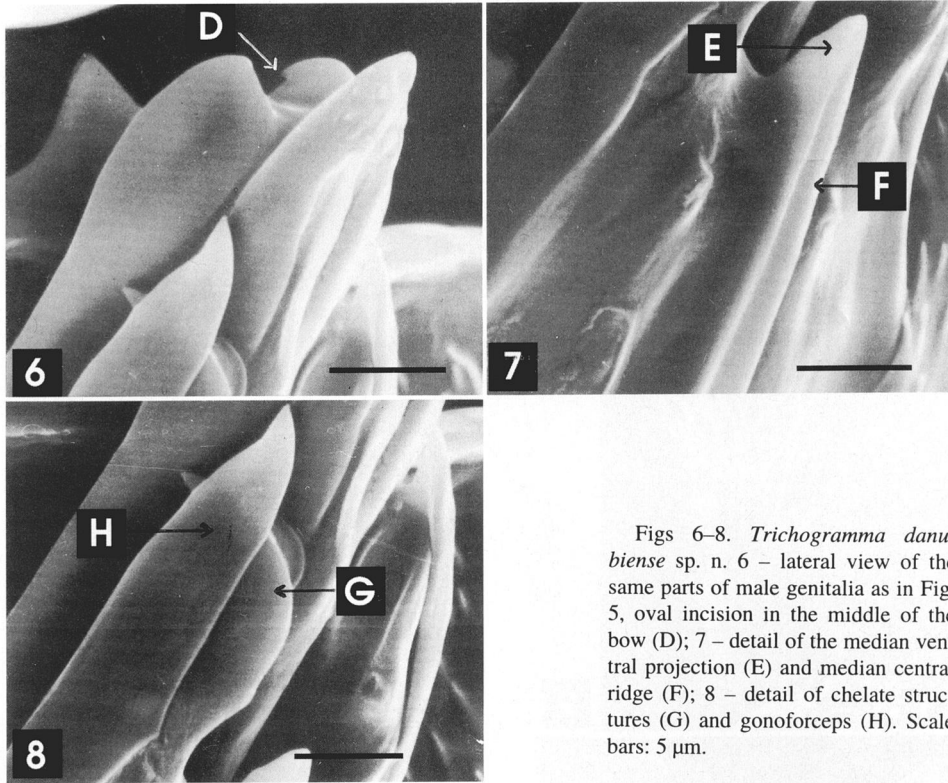 D
6
E
F
7
H
G
8
Figs 6–8. Trichogramma danu
biense sp. n. 6 – lateral view of the
same parts of male genitalia as in Fig
5, oval incision in the middle of the
bow (D); 7 – detail of the median ven
tral projection (E) and median central
ridge (F); 8 – detail of chelate struc
tures (G) and gonoforceps (H). Scale
bars: 5 µm.